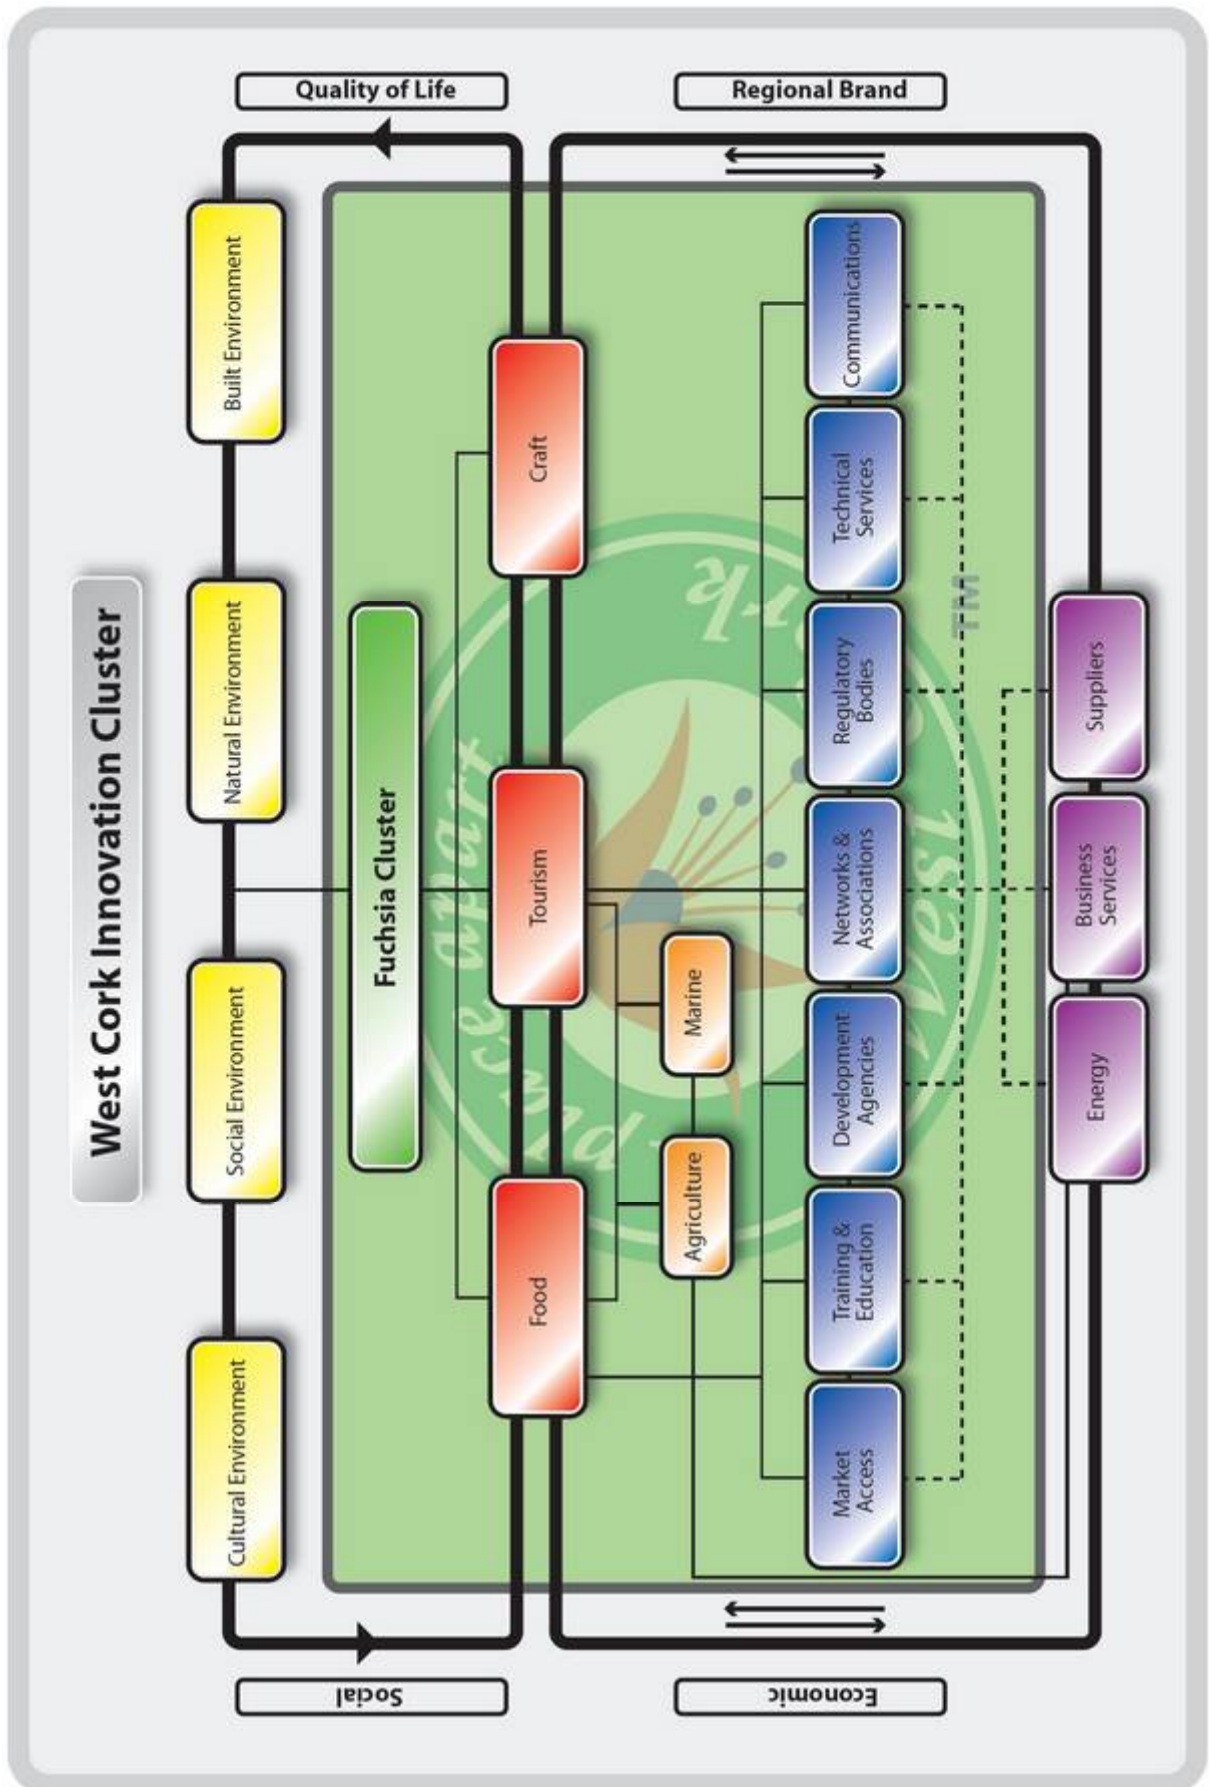 West Cork Innovation Cluster
Quality of Life
Regional Brand
Social
Economic
Cultural Environment
Social Environment
Natural Environment
Built Environment
Fuchsia Cluster
Food
Tourism
Craft
Agriculture
Marine
Market
Access
Training &
Education
Development
Agencies
Networks &
Associations
Regulatory
Bodies
Technical
Services
Communications
Energy
Business
Services
Suppliers
apart
West
TM